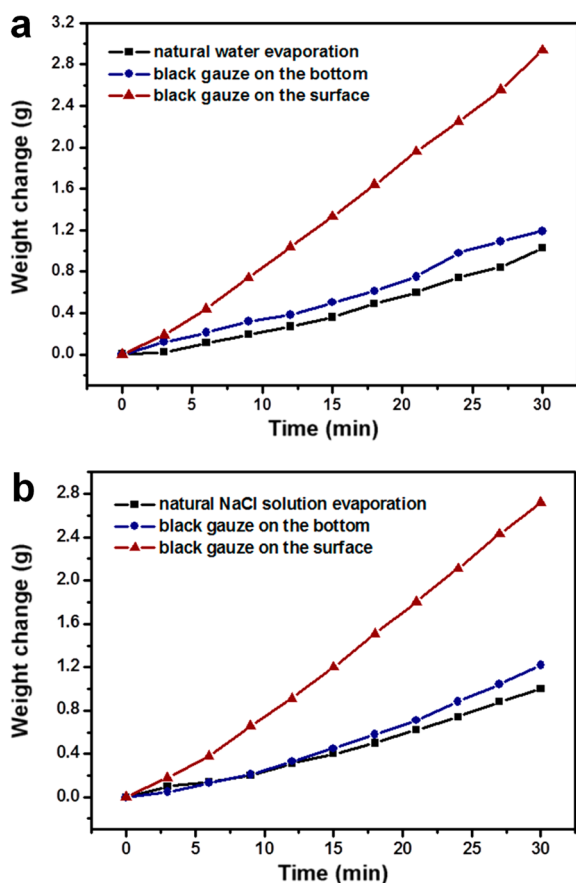 a
natural water evaporation
black gauze on the bottom
black gauze on the surface
Weight change (g)
3.2
2.8
2.4
2.0
1.6
1.2
0.8
0.4
0.0
0 5 10 15 20 25 30
Time (min)
b
natural NaCl solution evaporation
black gauze on the bottom
black gauze on the surface
Weight change (g)
2.8
2.4
2.0
1.6
1.2
0.8
0.4
0.0
0 5 10 15 20 25 30
Time (min)